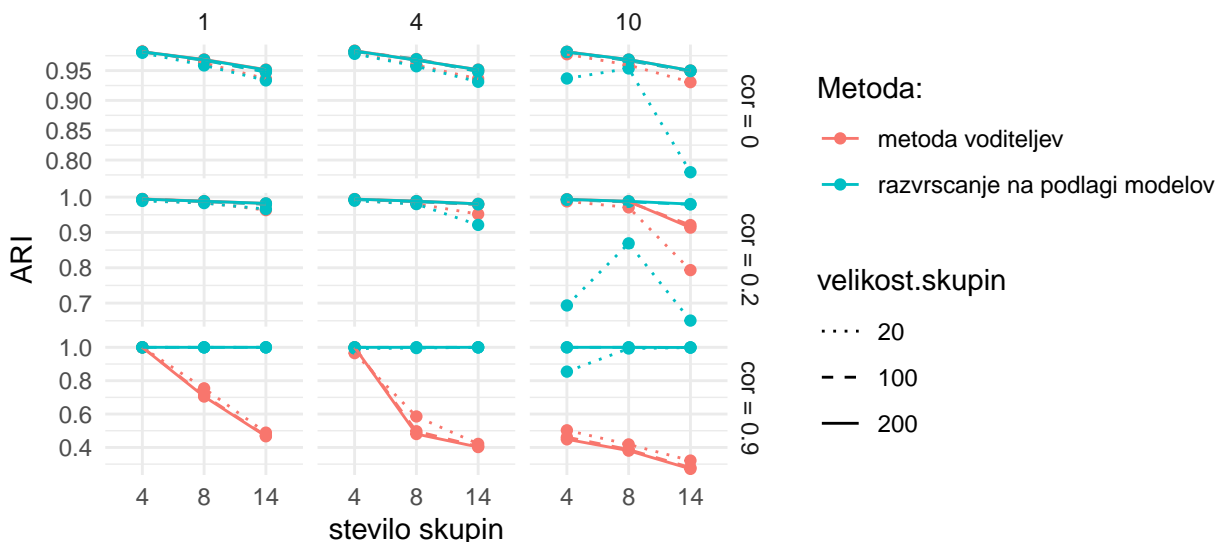 1 4 10
0.95
0.90
0.85
0.80
cor = 0
1.0
0.9
0.8
0.7
cor = 0.2
1.0
0.8
0.6
0.4
cor = 0.9
ARI
4 8 14 4 8 14 4 8 14
stevilo skupin
Metoda:
metoda voditeljev
razvrscanje na podlagi modelov
velikost.skupin
20
100
200